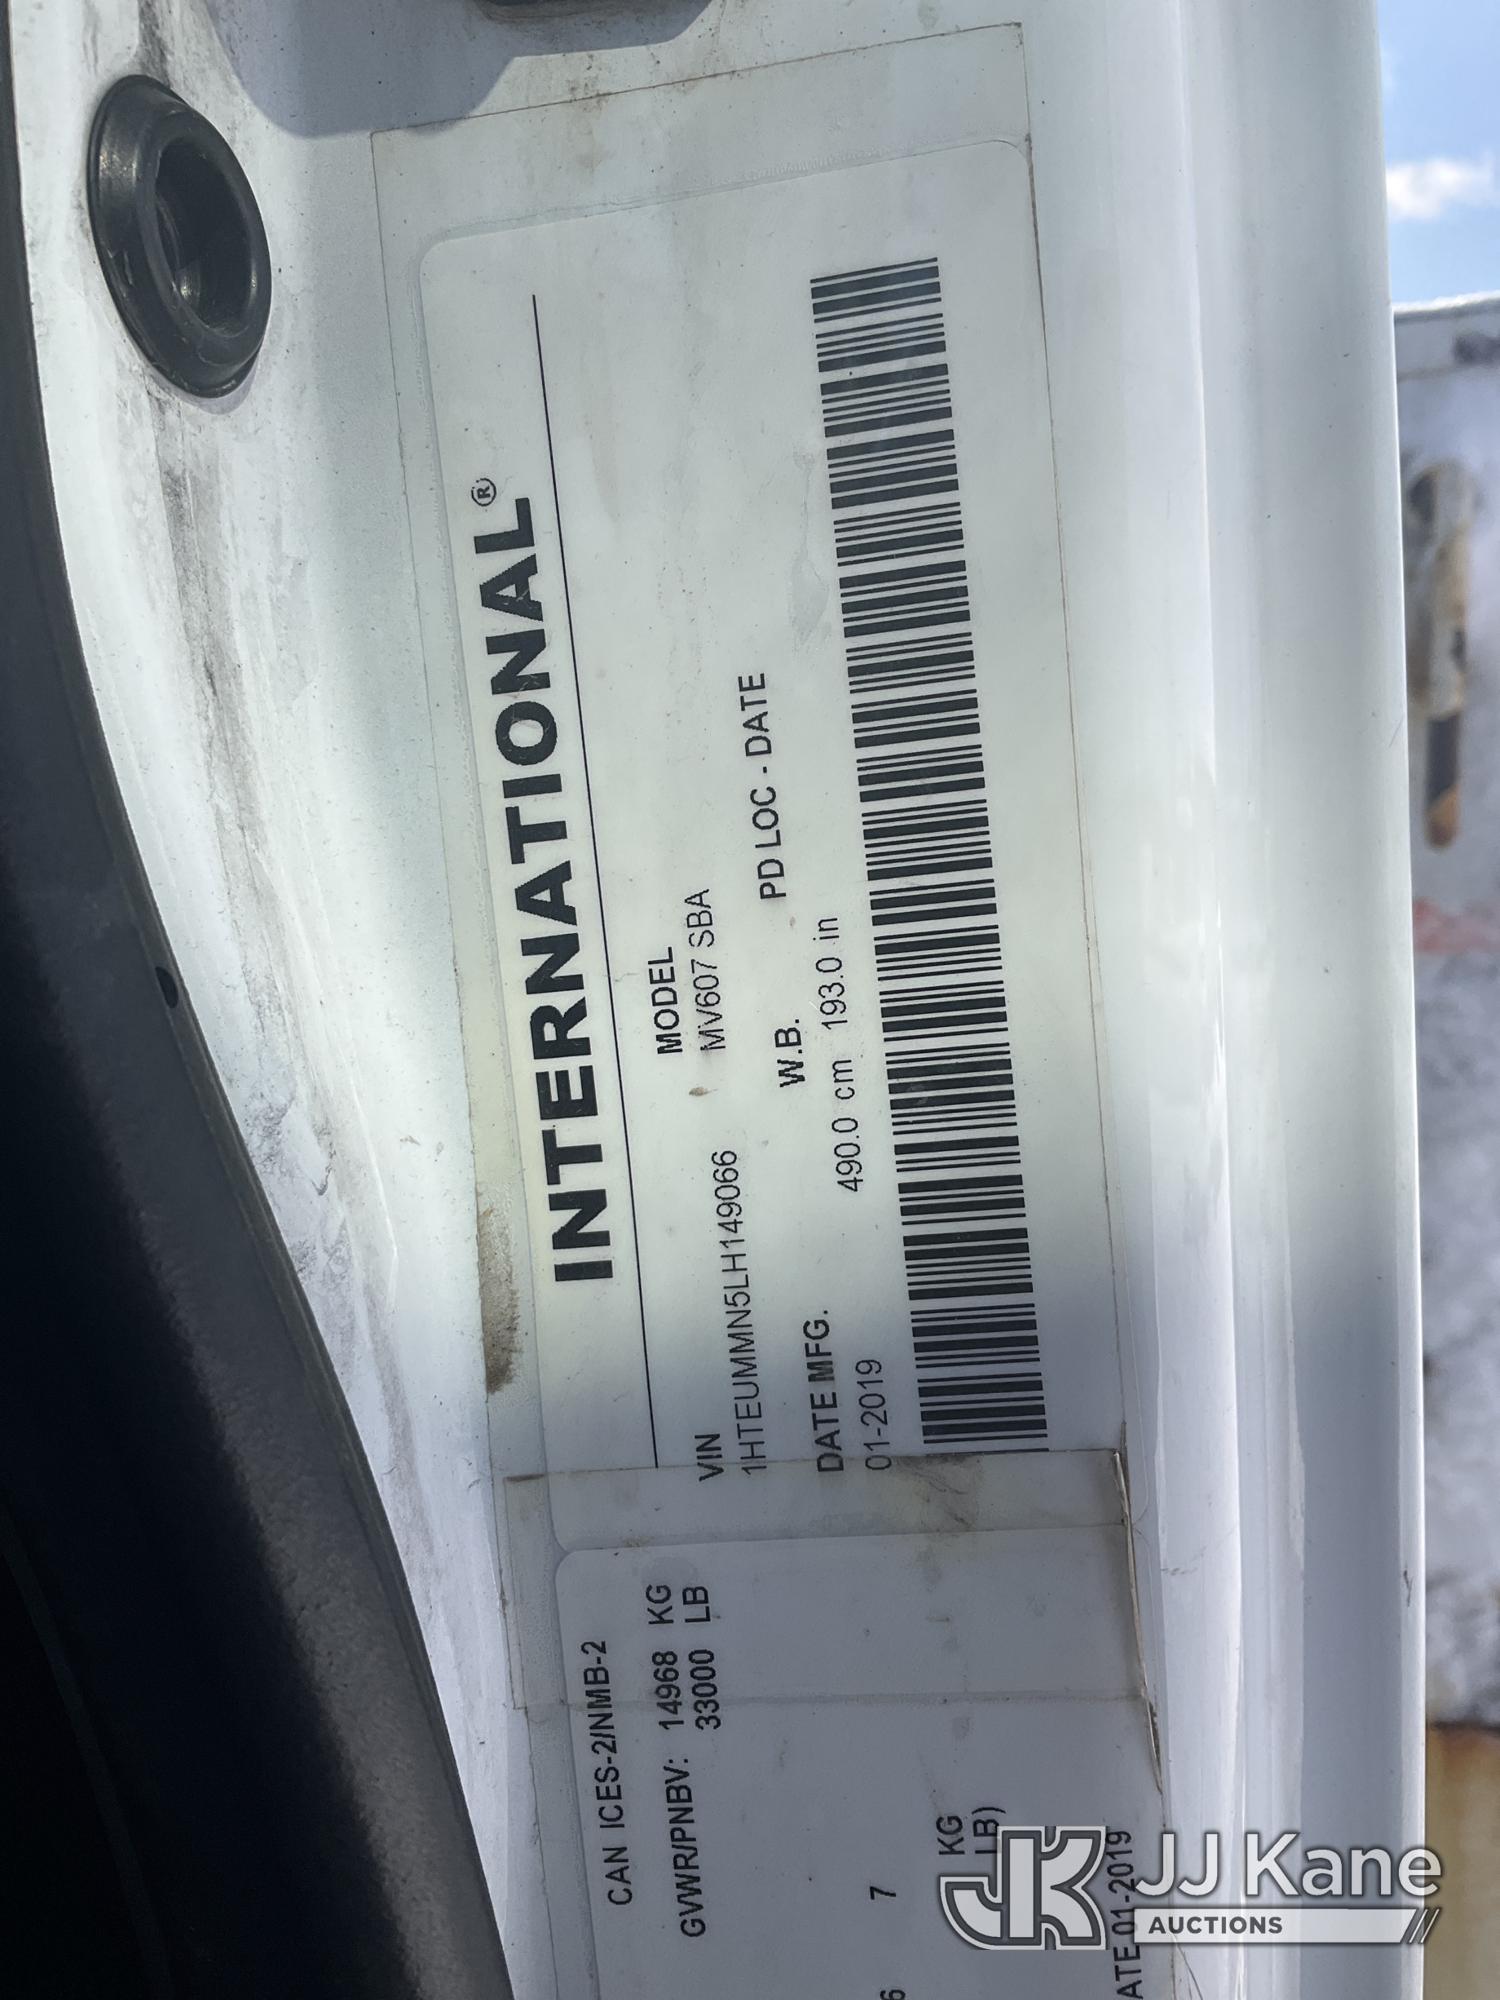 INTERNATIONAL®
VIN MODEL
1HTEUMMN5LH149066 MV607 SBA
DATE MFG. W.B. PD LOC - DATE
01-2019 490.0 cm 193.0 in
CAN ICES-2/NMB-2
GVWR/PNBV: 14968 KG
33000 LB
7 KG
LB)
6
ATE 01-2019
JJ Kane
AUCTIONS